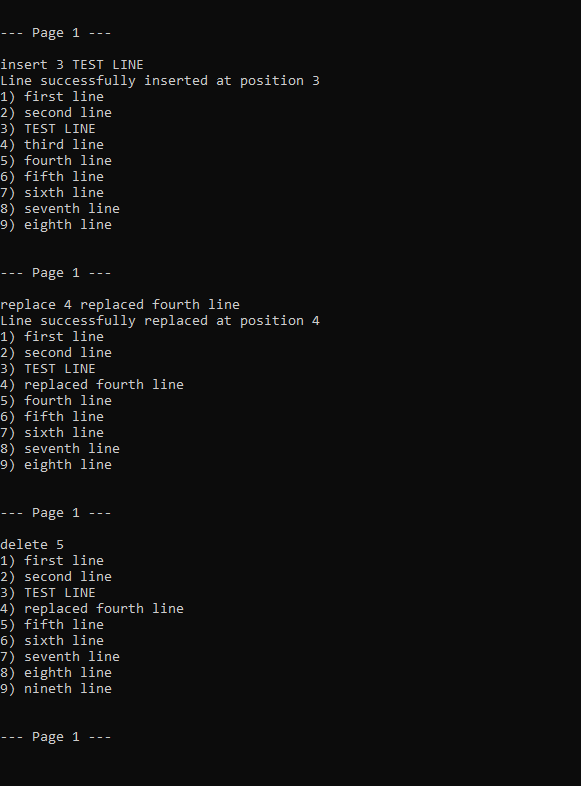 --- Page 1 ---
insert 3 TEST LINE
Line successfully inserted at position 3
1) first line
2) second line
3) TEST LINE
4) third line
5) fourth line
6) fifth line
7) sixth line
8) seventh line
9) eighth line
--- Page 1 ---
replace 4 replaced fourth line
Line successfully replaced at position 4
1) first line
2) second line
3) TEST LINE
4) replaced fourth line
5) fourth line
6) fifth line
7) sixth line
8) seventh line
9) eighth line
--- Page 1 ---
delete 5
1) first line
2) second line
3) TEST LINE
4) replaced fourth line
5) fifth line
6) sixth line
7) seventh line
8) eighth line
9) nineth line
--- Page 1 ---